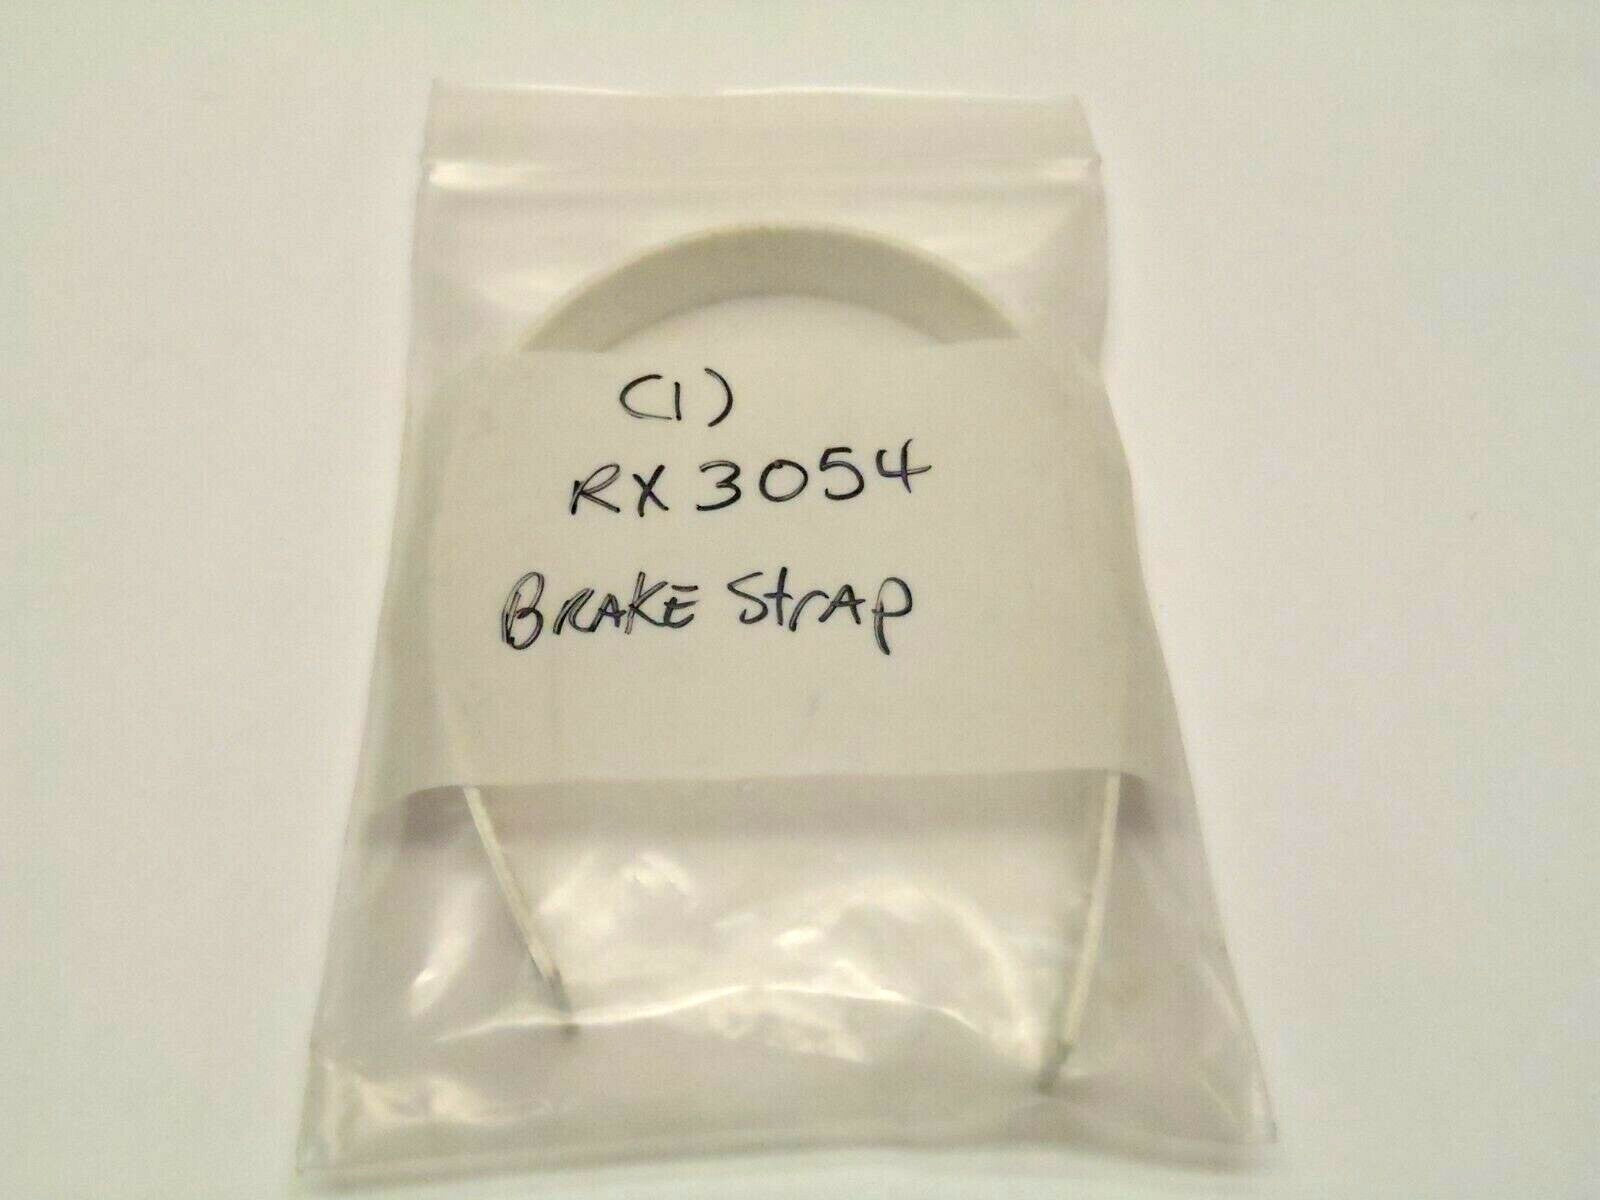 (1)
RX3054
BRAKE StrAp